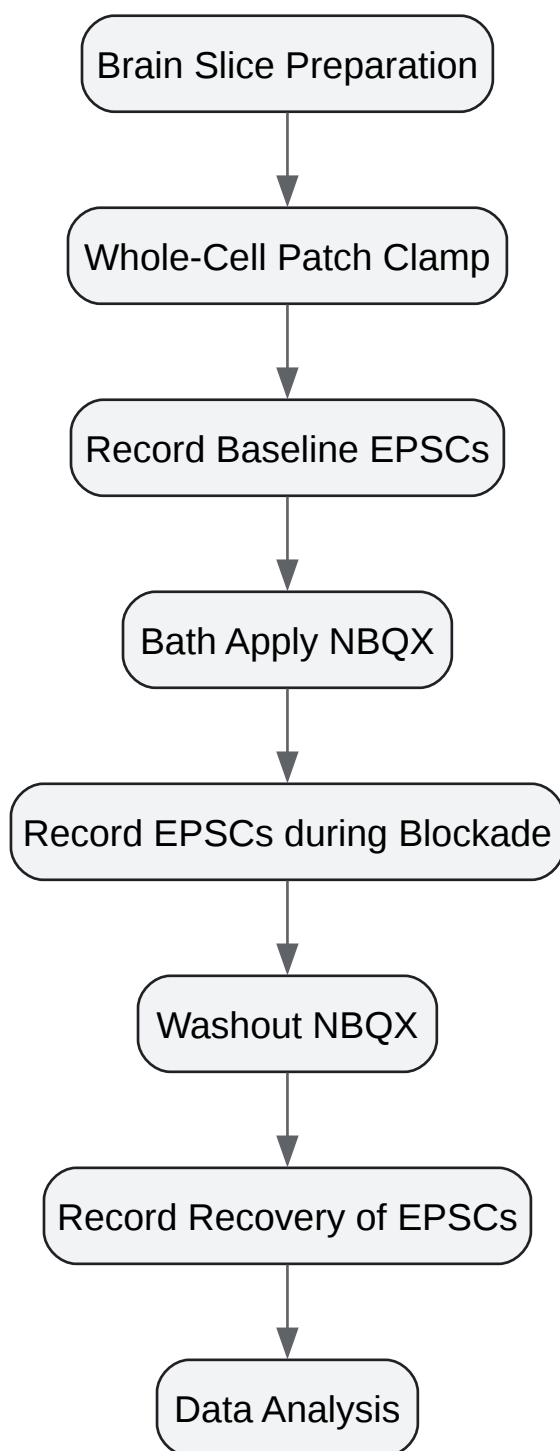 Brain Slice Preparation
Whole-Cell Patch Clamp
Record Baseline EPSCs
Bath Apply NBQX
Record EPSCs during Blockade
Washout NBQX
Record Recovery of EPSCs
Data Analysis